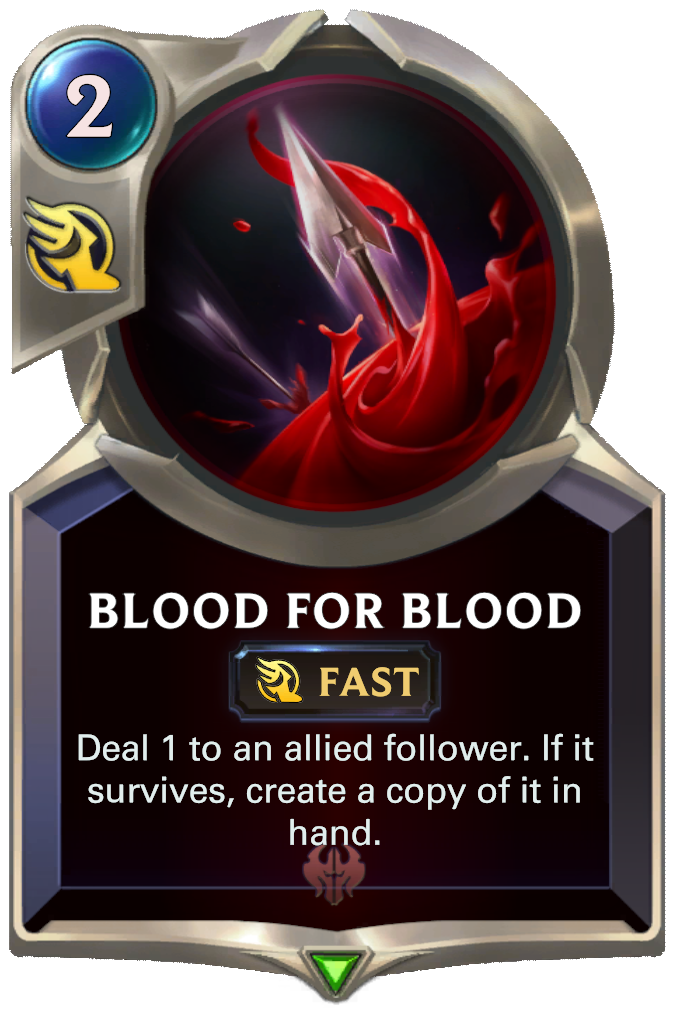 2
BLOOD FOR BLOOD
FAST
Deal 1 to an allied follower. If it
survives, create a copy of it in
hand.